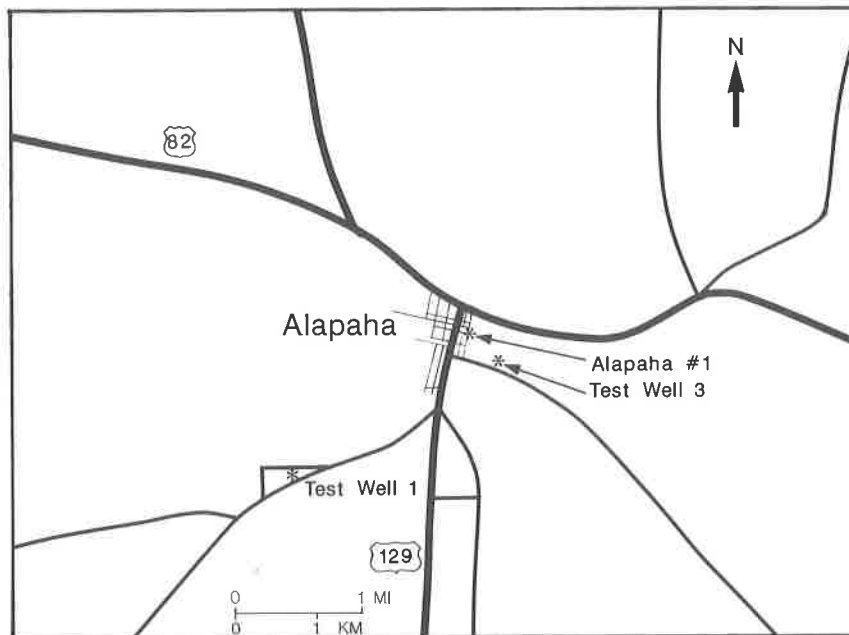 N
82
Alapaha
Alapaha #1
Test Well 3
Test Well 1
129
0 1 MI
0 1 KM